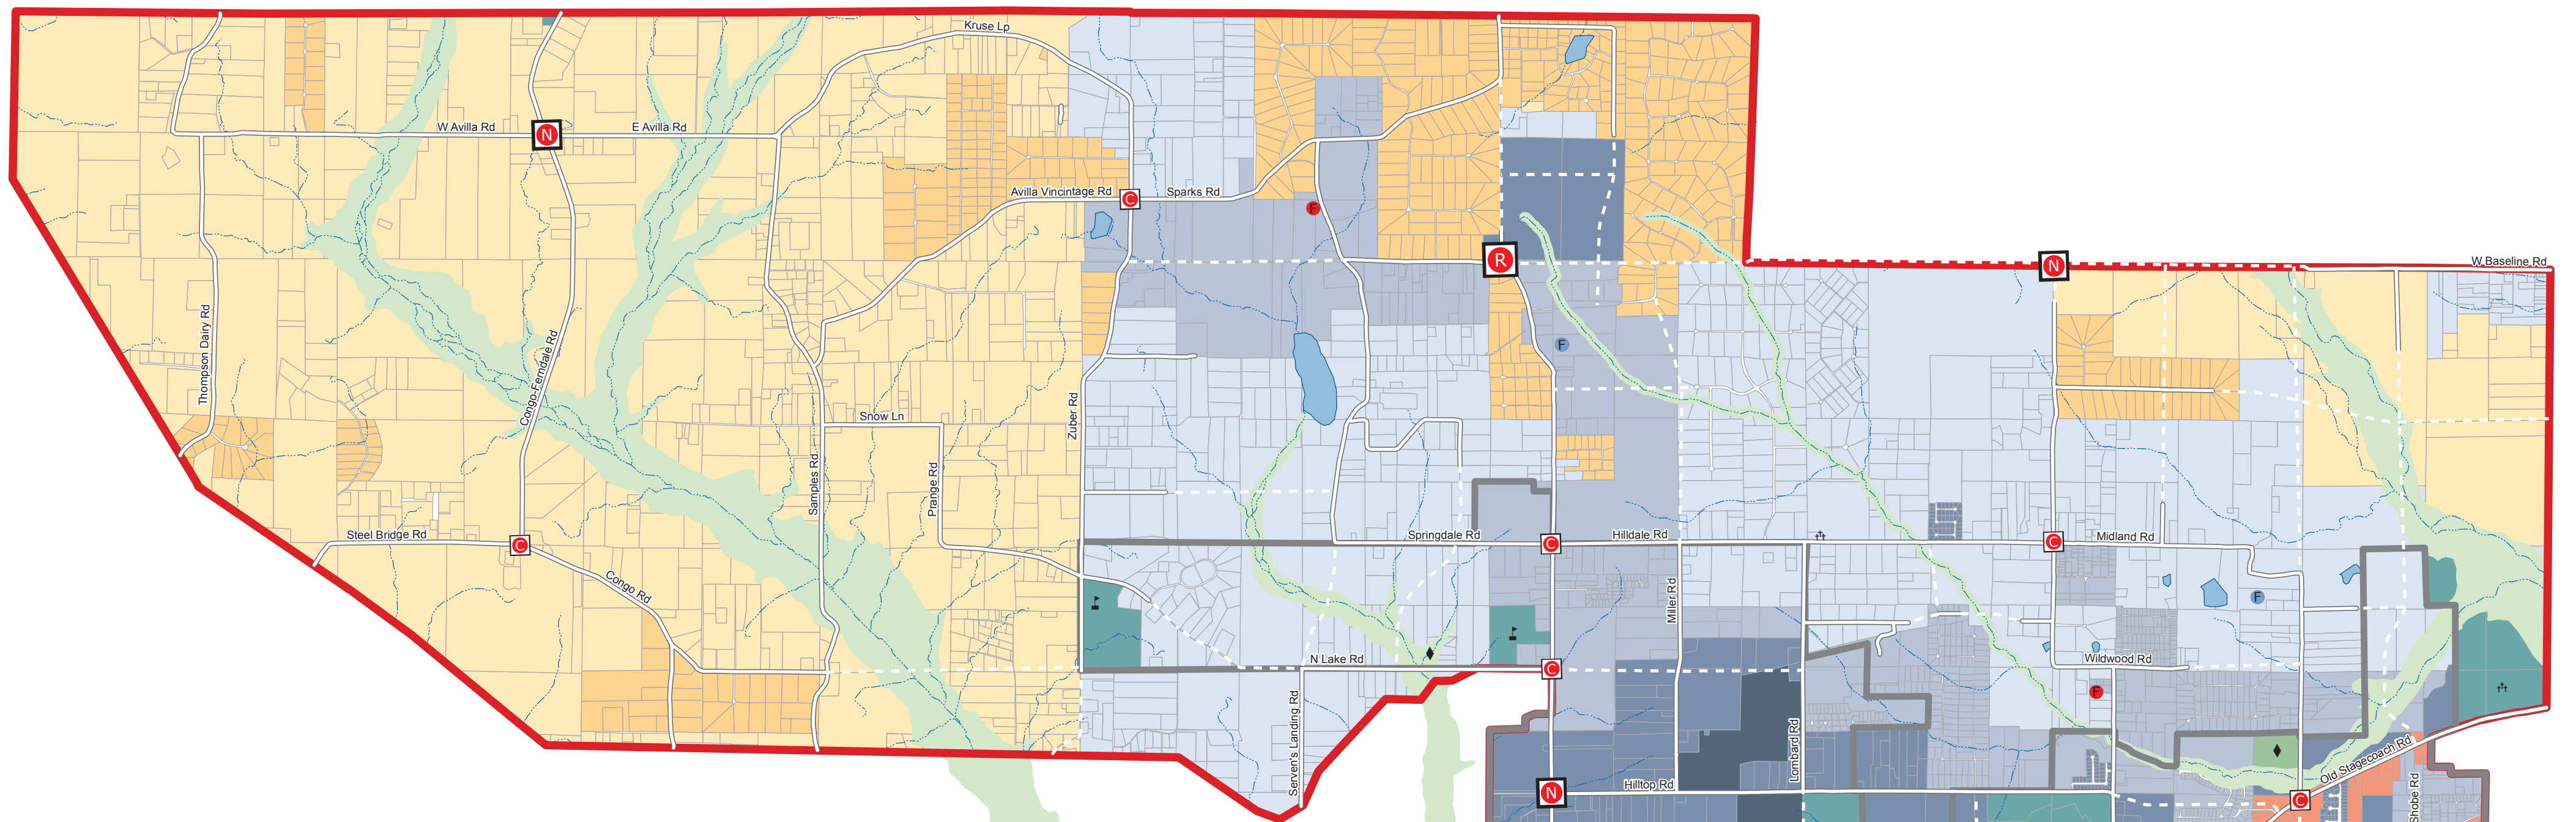 Kruse Lp
W Avilla Rd
N
E Avilla Rd
Avilla Vincintage Rd
C
Sparks Rd
F
R
N
W Baseline Rd
Thompson Dairy Rd
Congo-Ferndale Rd
F
Zuber Rd
Snow Ln
Samples Rd
Prange Rd
Steel Bridge Rd
C
Springdale Rd
C
Hilldale Rd
C
Midland Rd
Congo Rd
Miller Rd
F
N Lake Rd
C
Wildwood Rd
F
Serven's Landing Rd
Lombard Rd
Old Stagecoach Rd
N
Hilltop Rd
C
Shobe Rd